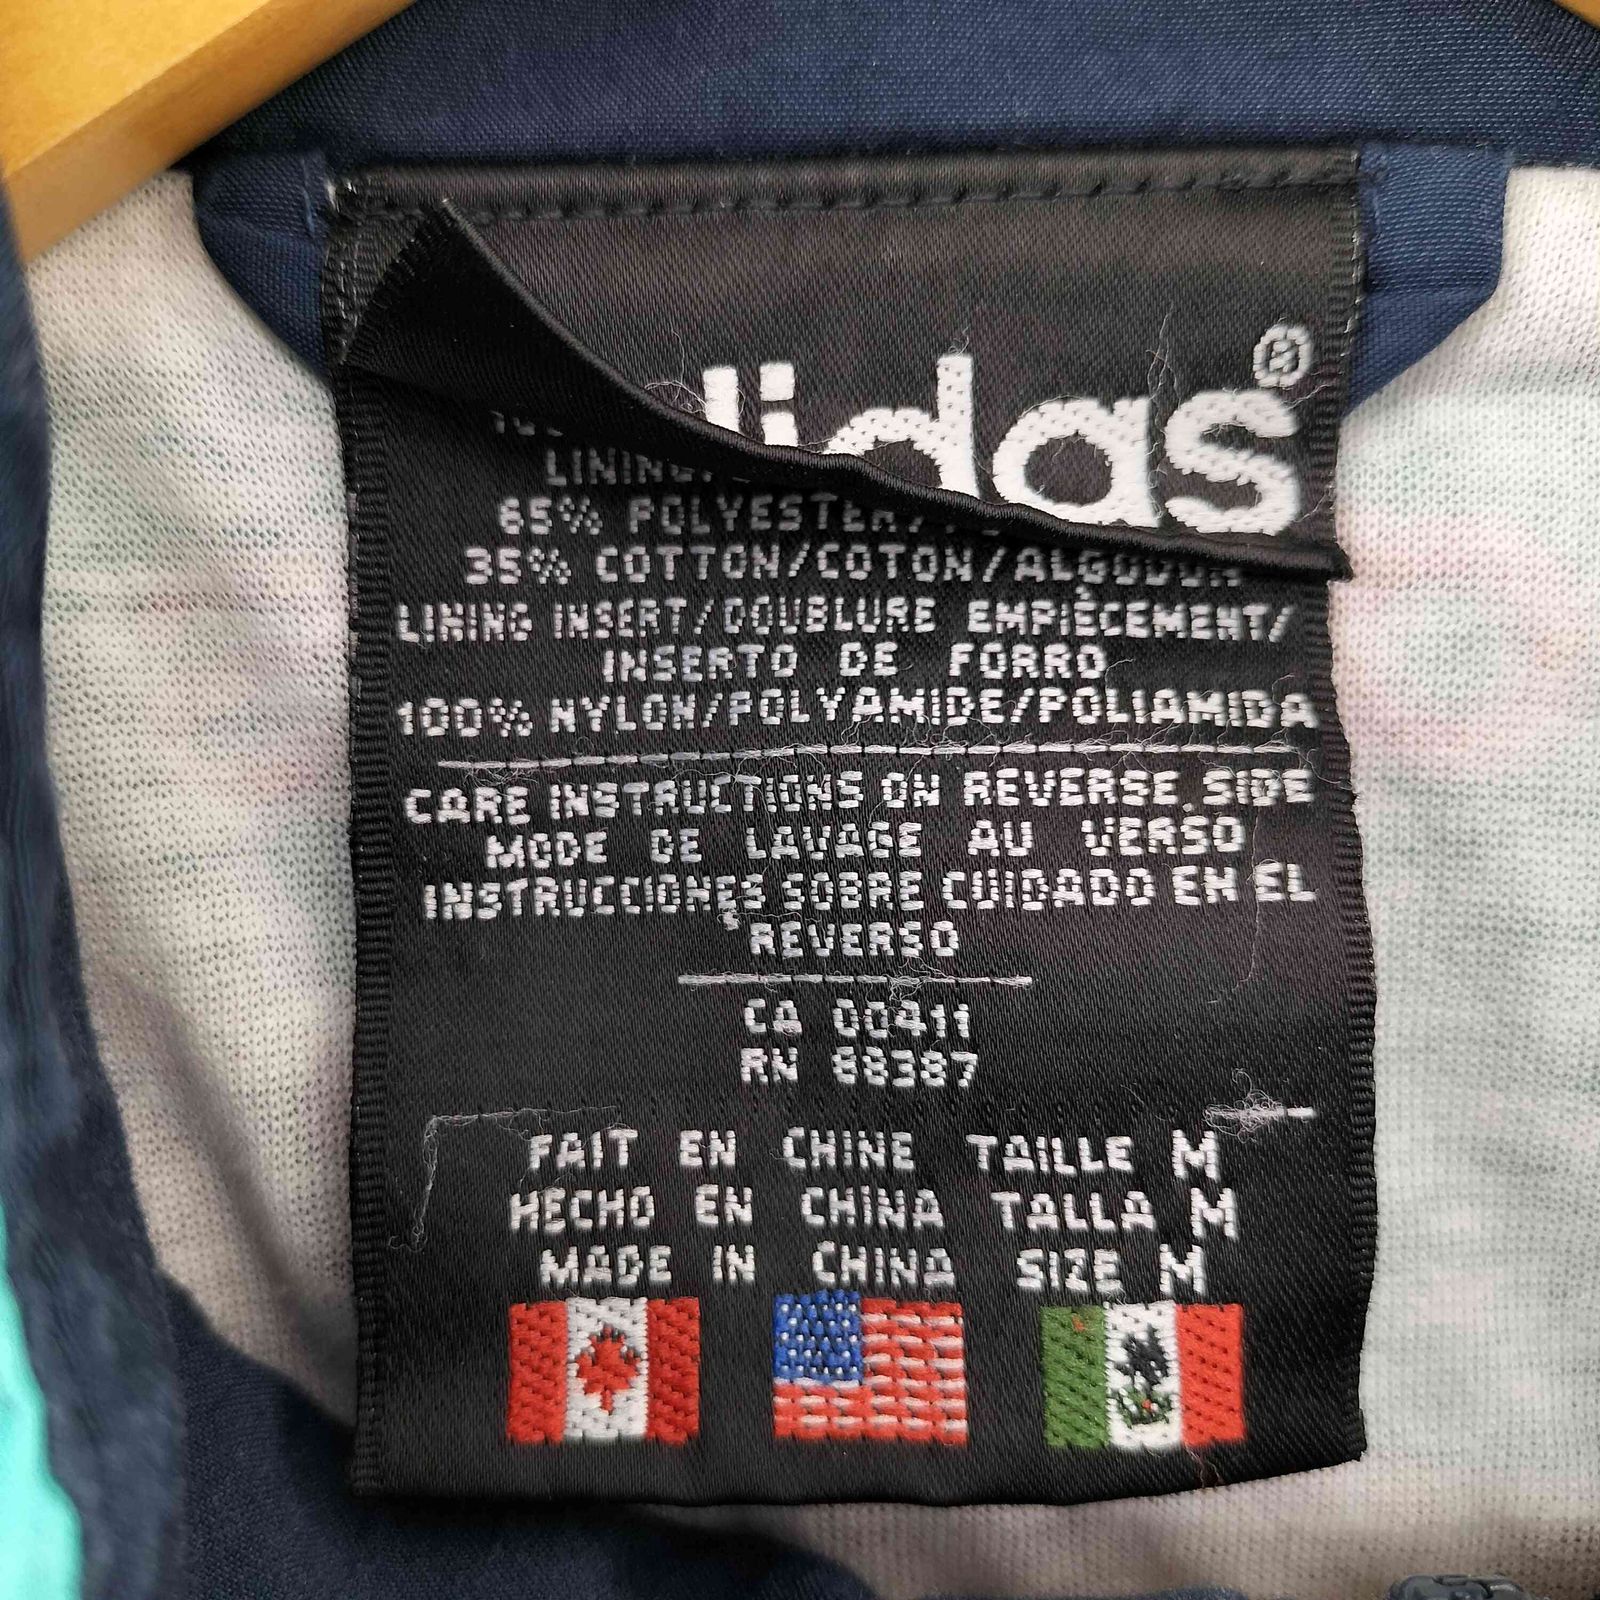 adidas®
LINING
65% POLYESTER/
35% COTTON/COTON/ALGODON
LINING INSERT/DOUBLURE EMPIÈCEMENT/
INSERTO DE FORRO
100% NYLON/POLYAMIDE/POLIAMIDA
CARE INSTRUCTIONS ON REVERSE SIDE
MODE DE LAVAGE AU VERSO
INSTRUCCIONES SOBRE CUIDADO EN EL
REVERSO
CA 00411
RN 88387
FAIT EN CHINE TAILLE M
HECHO EN CHINA TALLA M
MADE IN CHINA SIZE M